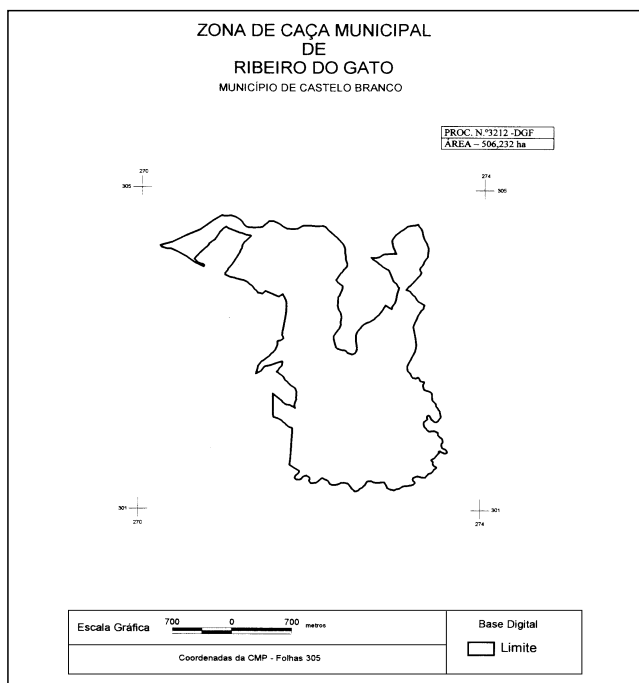 ZONA DE CAÇA MUNICIPAL
DE
RIBEIRO DO GATO
MUNICÍPIO DE CASTELO BRANCO
PROC. N.º3212 -DGF
ÁREA – 506,232 ha
270
305
274
305
301
270
301
274
Escala Gráfica 700 0 700 metros
Coordenadas da CMP - Folhas 305
Base Digital
Limite